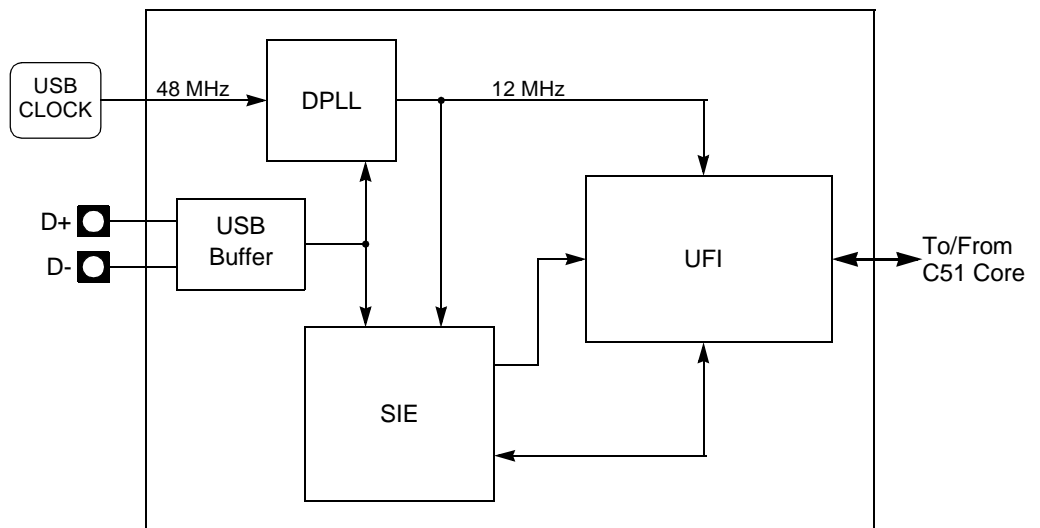 USB
CLOCK
48 MHz
DPLL
12 MHz
D+
D-
USB
Buffer
UFI
To/From
C51 Core
SIE